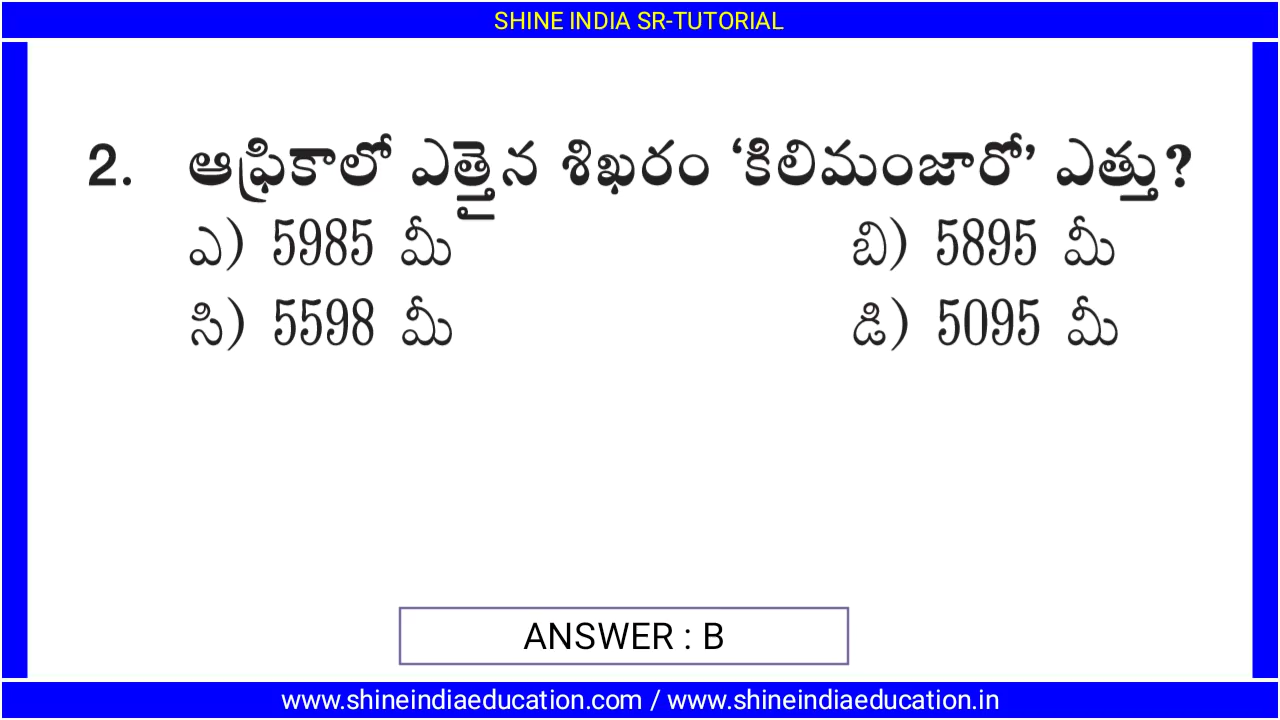 SHINE INDIA SR-TUTORIAL
2. ఆఫ్రికాలో ఎత్తైన శిఖరం ‘కిలిమంజారో’ ఎత్తు?
ఎ) 5985 మీ బి) 5895 మీ
సి) 5598 మీ డి) 5095 మీ
ANSWER : B
www.shineindiaeducation.com / www.shineindiaeducation.in